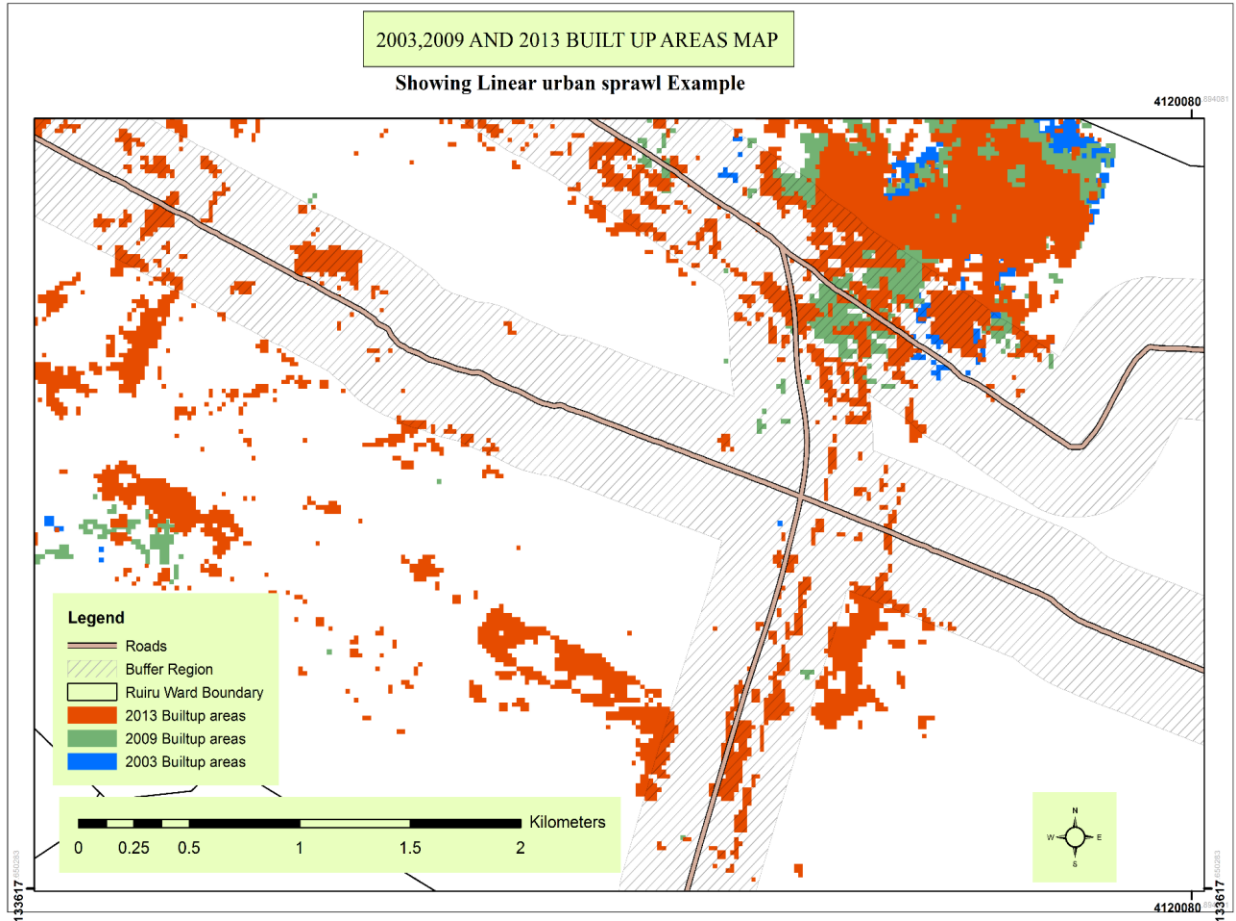 2003,2009 AND 2013 BUILT UP AREAS MAP
Showing Linear urban sprawl Example
4120080
Legend
Roads
Buffer Region
Ruiru Ward Boundary
2013 Builtup areas
2009 Builtup areas
2003 Builtup areas
Kilometers
0 0.25 0.5 1 1.5 2
N
W E
S
133617 650283
133617 650283
4120080